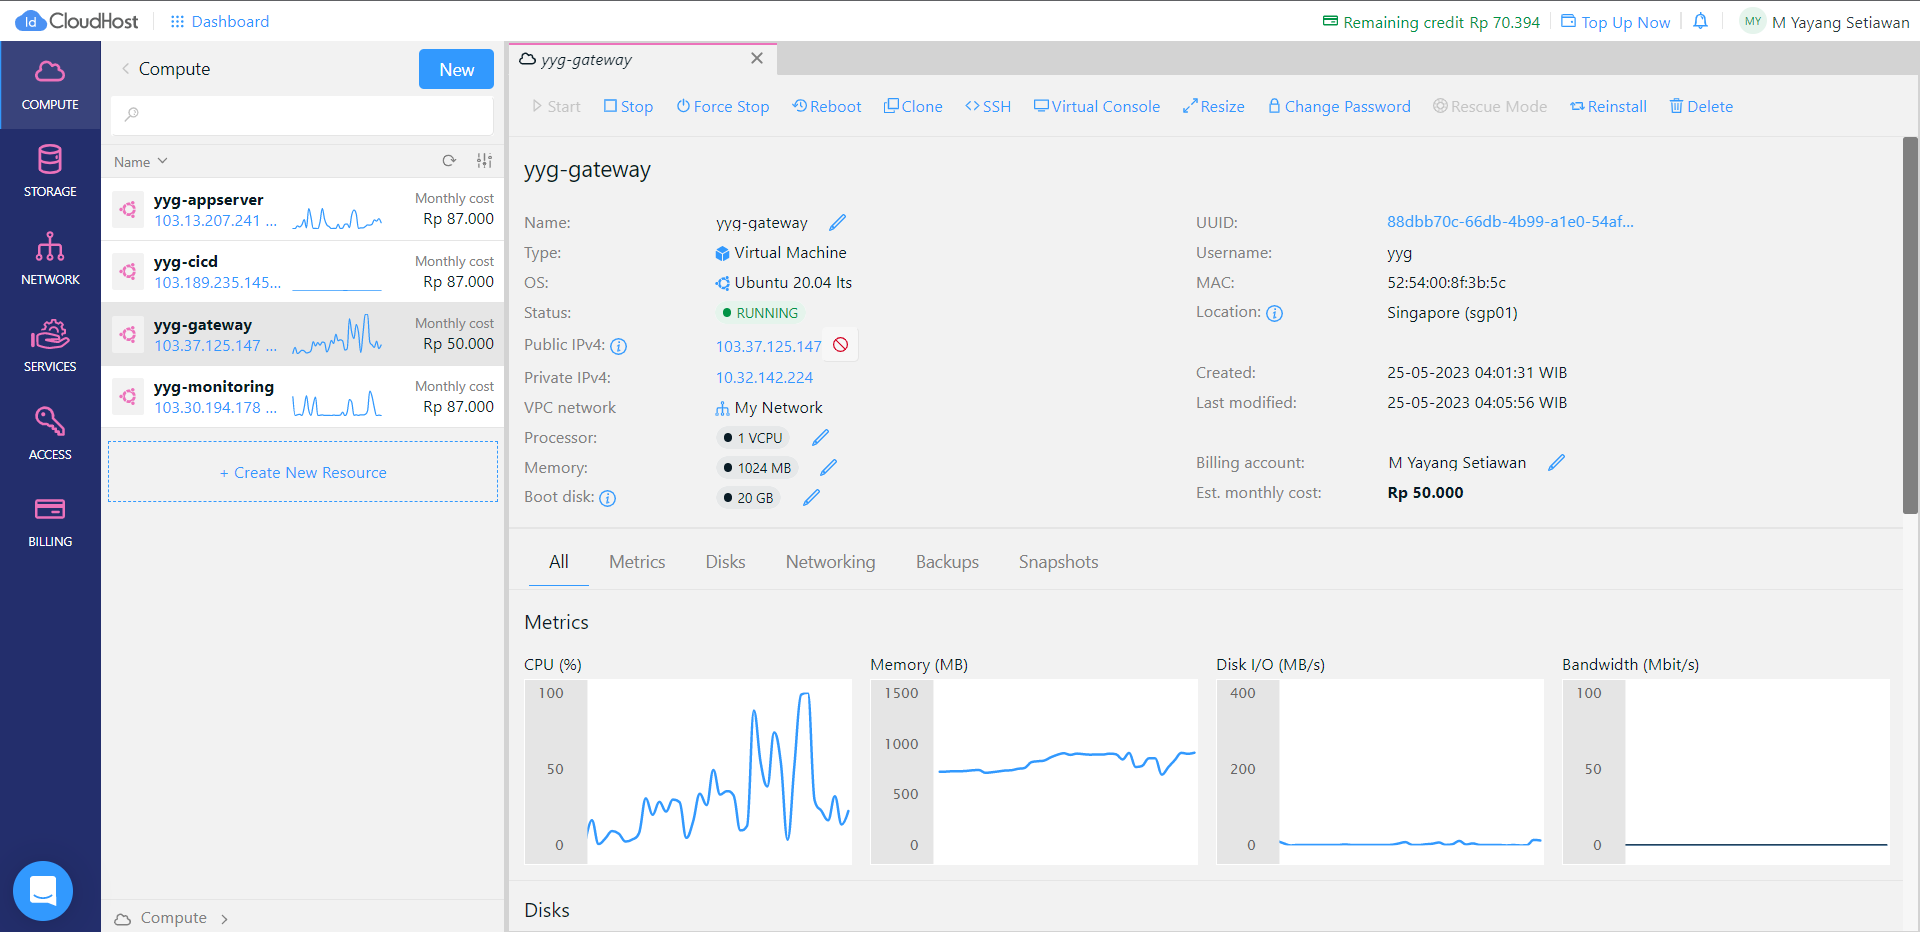 Id CloudHost
Dashboard
Remaining credit Rp 70.394
Top Up Now
MY M Yayang Setiawan
COMPUTE
STORAGE
NETWORK
SERVICES
ACCESS
BILLING
Compute
New
Name
yyg-appserver
103.13.207.241 ...
Monthly cost
Rp 87.000
yyg-cicd
103.189.235.145...
Monthly cost
Rp 87.000
yyg-gateway
103.37.125.147 ...
Monthly cost
Rp 50.000
yyg-monitoring
103.30.194.178 ...
Monthly cost
Rp 87.000
+ Create New Resource
Compute
yyg-gateway
Start Stop Force Stop Reboot Clone SSH Virtual Console Resize Change Password Rescue Mode Reinstall Delete
yyg-gateway
Name: yyg-gateway
Type: Virtual Machine
OS: Ubuntu 20.04 lts
Status: RUNNING
Public IPv4: 103.37.125.147
Private IPv4: 10.32.142.224
VPC network My Network
Processor: 1 VCPU
Memory: 1024 MB
Boot disk: 20 GB
UUID: 88dbb70c-66db-4b99-a1e0-54af...
Username: yyg
MAC: 52:54:00:8f:3b:5c
Location: Singapore (sgp01)
Created: 25-05-2023 04:01:31 WIB
Last modified: 25-05-2023 04:05:56 WIB
Billing account: M Yayang Setiawan
Est. monthly cost: Rp 50.000
All Metrics Disks Networking Backups Snapshots
Metrics
CPU (%)
100
50
0
Memory (MB)
1500
1000
500
0
Disk I/O (MB/s)
400
200
0
Bandwidth (Mbit/s)
100
50
0
Disks